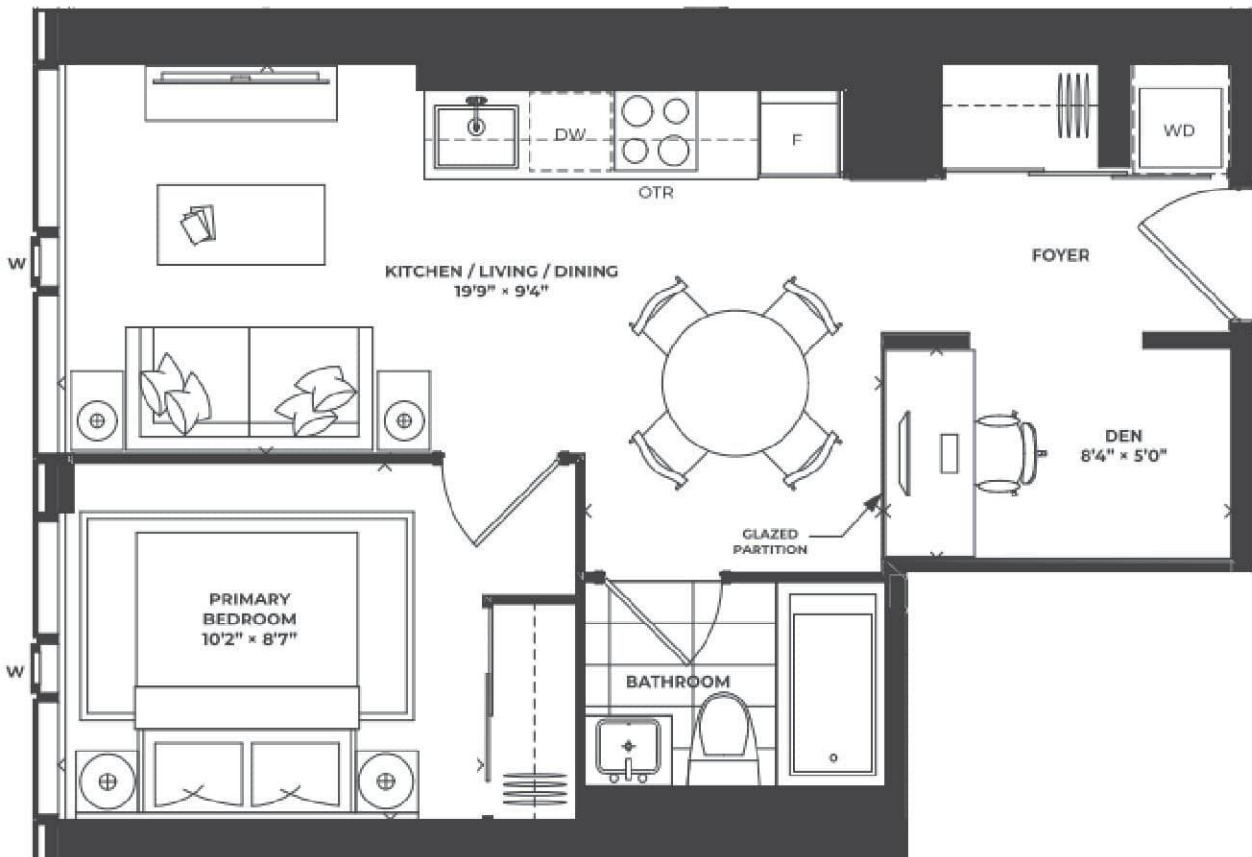 DW
F
WD
OTR
FOYER
W
KITCHEN / LIVING / DINING
19'9" × 9'4"
DEN
8'4" × 5'0"
GLAZED
PARTITION
PRIMARY
BEDROOM
10'2" × 8'7"
W
BATHROOM